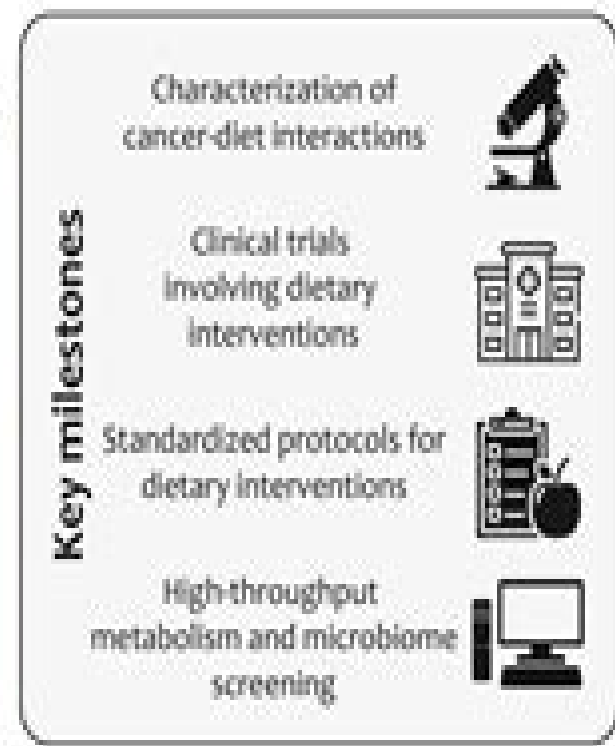 Key milestones
Characterization of
cancer-diet interactions
Clinical trials
involving dietary
interventions
Standardized protocols for
dietary interventions
High-throughput
metabolism and microbiome
screening